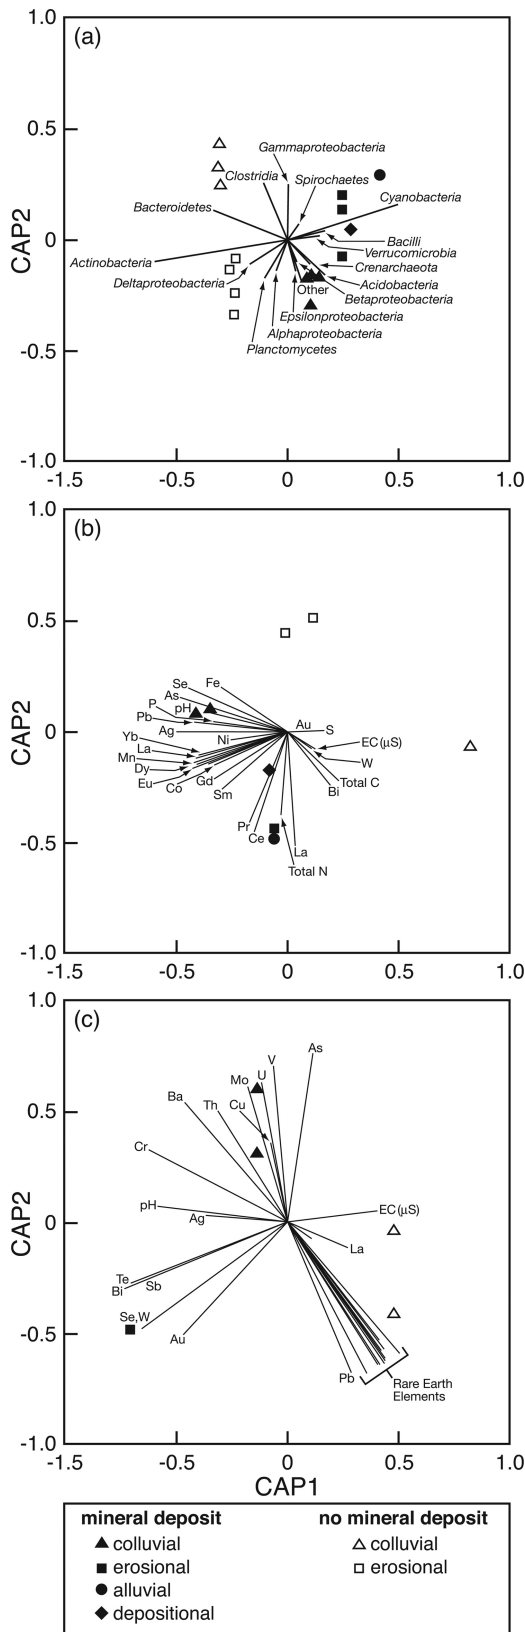 1.0
(a)
0.5
Gammaproteobacteria
Clostridia
Spirochaetes
Cyanobacteria
Bacteroidetes
CAP2
0
Bacilli
Verrucomicrobia
Actinobacteria
Crenarchaeota
Deltaproteobacteria
Acidobacteria
Other
Betaproteobacteria
Epsilonproteobacteria
Alphaproteobacteria
Planctomycetes
-0.5
-1.0
-1.5 -0.5 0 0.5 1.0
1.0
(b)
0.5
Se Fe
As
P pH
Pb
Au
CAP2
0
Ag
S
Yb
Ni
EC (µS)
La
Mn
W
Dy
Eu Co Gd
Total C
Sm
Bi
Pr
Ce
La
Total N
-0.5
-1.0
-1.5 -0.5 0 0.5 1.0
1.0
(c)
As
V
Mo U
Ba
Th Cu
0.5
Cr
pH
Ag
EC (µS)
CAP2
0
La
Te
Bi Sb
Se,W
Au
-0.5
Pb
Rare Earth
Elements
-1.0
-1.5 -0.5 0 0.5 1.0
CAP1
mineral deposit
colluvial
erosional
alluvial
depositional
no mineral deposit
colluvial
erosional